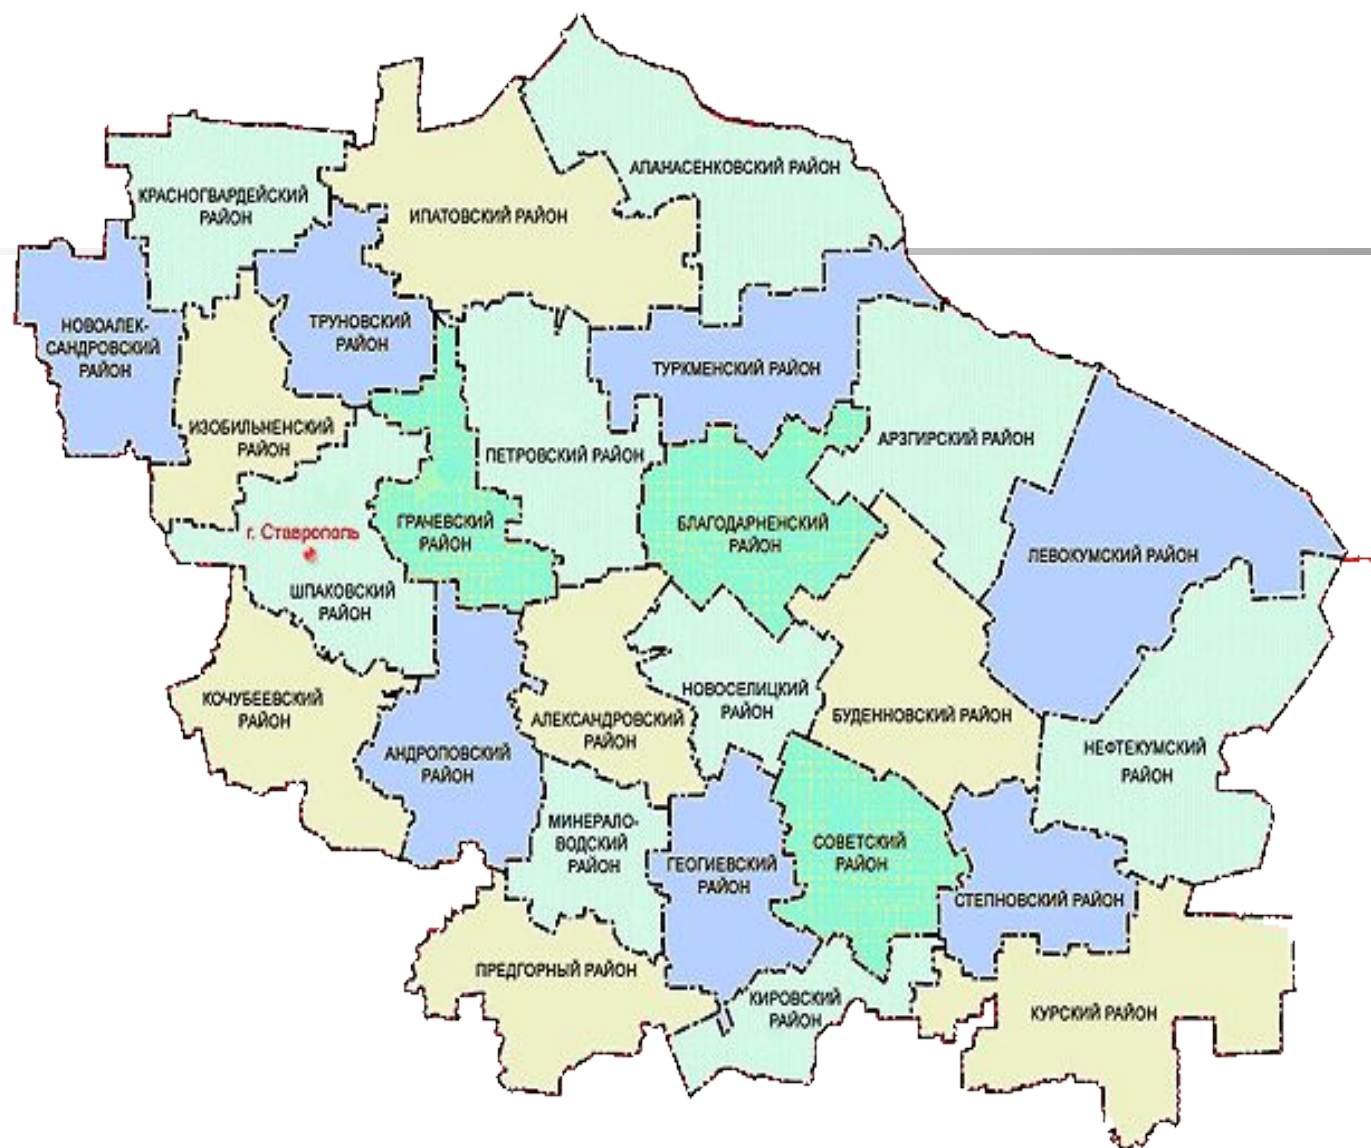 АПАНАСЕНКОВСКИЙ РАЙОН
КРАСНОГВАРДЕЙСКИЙ
РАЙОН
ИПАТОВСКИЙ РАЙОН
НОВОАЛЕК-
САНДРОВСКИЙ
РАЙОН
ТРУНОВСКИЙ
РАЙОН
ТУРКМЕНСКИЙ РАЙОН
ИЗОБИЛЬНЕНСКИЙ
РАЙОН
ПЕТРОВСКИЙ РАЙОН
АРЗГИРСКИЙ РАЙОН
г. Ставрополь
ГРАЧЕВСКИЙ
РАЙОН
БЛАГОДАРНЕНСКИЙ
РАЙОН
ЛЕВОКУМСКИЙ РАЙОН
ШПАКОВСКИЙ
РАЙОН
КОЧУБЕЕВСКИЙ
РАЙОН
АЛЕКСАНДРОВСКИЙ
РАЙОН
НОВОСЕЛИЦКИЙ
РАЙОН
БУДЕННОВСКИЙ РАЙОН
АНДРОПОВСКИЙ
РАЙОН
НЕФТЕКУМСКИЙ
РАЙОН
МИНЕРАЛО-
ВОДСКИЙ
РАЙОН
ГЕОГИЕВСКИЙ
РАЙОН
СОВЕТСКИЙ
РАЙОН
СТЕПНОВСКИЙ РАЙОН
ПРЕДГОРНЫЙ РАЙОН
КИРОВСКИЙ
РАЙОН
КУРСКИЙ РАЙОН